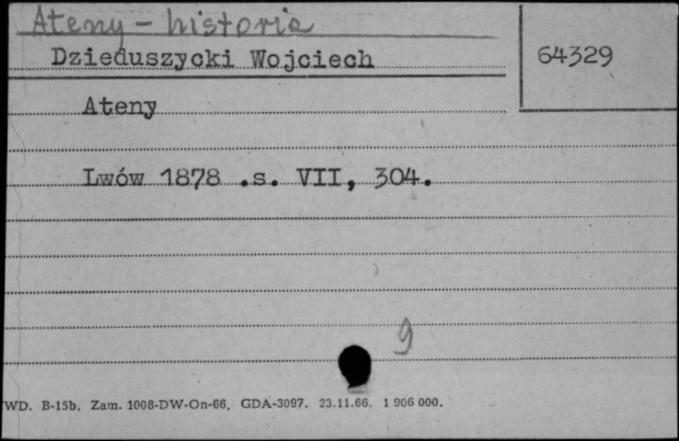 Ateny - historia
Dzieduszycki Wojciech
64329
Ateny
Lwów 1878 .s. VII, 304.
9
WD. B-15b. Zam. 1008-DW-On-66. GDA-3097. 23.11.66. 1 906 000.